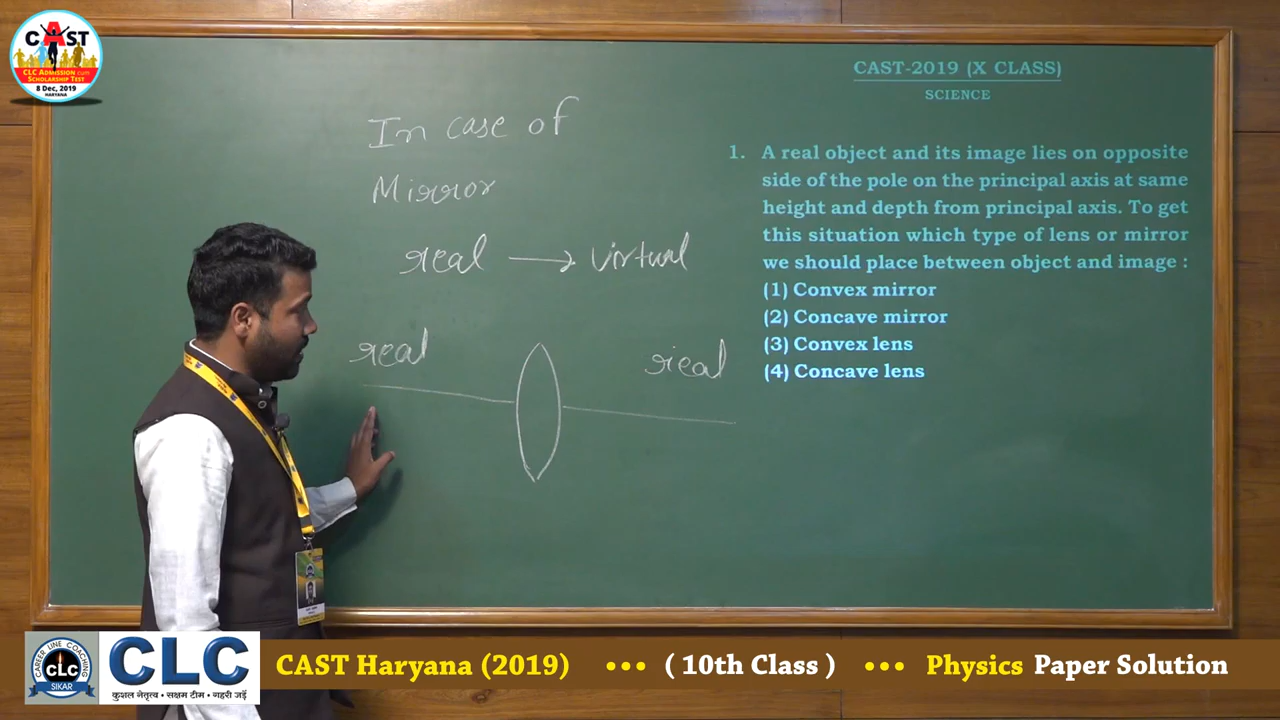 CAST
CLC ADMISSION cum
SCHOLARSHIP TEST
8 Dec, 2019
HARYANA
In case of
Mirror
real → virtual
real
real
CAST-2019 (X CLASS)
SCIENCE
1. A real object and its image lies on opposite
side of the pole on the principal axis at same
height and depth from principal axis. To get
this situation which type of lens or mirror
we should place between object and image :
(1) Convex mirror
(2) Concave mirror
(3) Convex lens
(4) Concave lens
CAREER LINE COACHING
CLC
SIKAR
CLC
कुशल नेतृत्व • सक्षम टीम • गहरी जड़ें
CAST Haryana (2019) ••• ( 10th Class ) ••• Physics Paper Solution